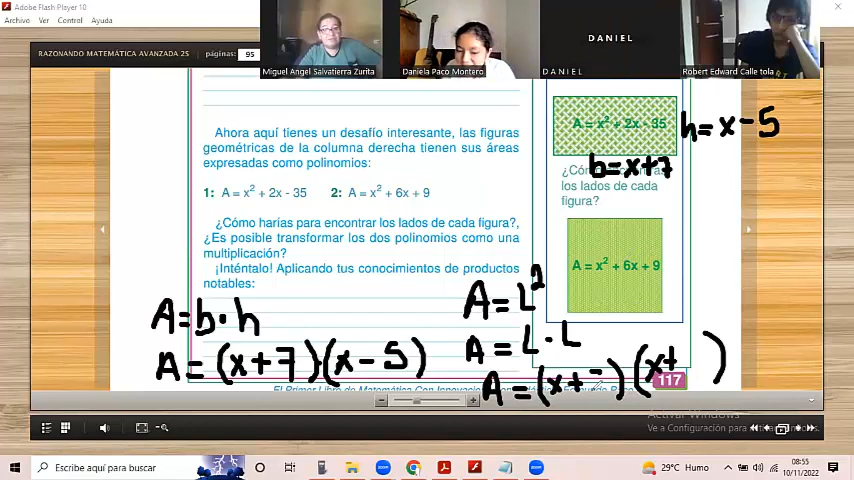 Adobe Flash Player 10
Archivo Ver Control Ayuda
RAZONANDO MATEMÁTICA AVANZADA 2S páginas: 95
Miguel Angel Salvatierra Zurita
Daniela Paco Montero
DANIEL
DANIEL
Robert Edward Calle tola
Ahora aquí tienes un desafío interesante, las figuras
geométricas de la columna derecha tienen sus áreas
expresadas como polinomios:
1: A = x² + 2x - 35 2: A = x² + 6x + 9
¿Cómo harías para encontrar los lados de cada figura?,
¿Es posible transformar los dos polinomios como una
multiplicación?
¡Inténtalo! Aplicando tus conocimientos de productos
notables:
A = b · h
A = (x + 7)(x - 5)
A = L²
A = L · L
A = (x + -)(x +   )
A = x² + 2x - 35
h = x - 5
b = x + 7
los lados de cada
figura?
A = x² + 6x + 9
117
Activar Windows
Ve a Configuración para activar Windows.
Escribe aquí para buscar
29°C Humo
08:55
10/11/2022